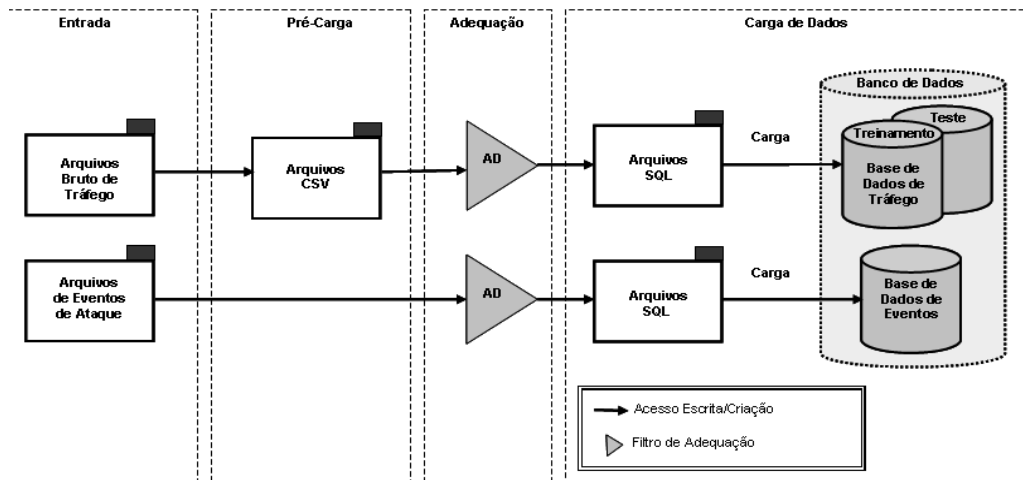 Entrada
Pré-Carga
Adequação
Carga de Dados
Banco de Dados
Teste
Treinamento
Arquivos
Bruto de
Tráfego
Arquivos
CSV
AD
Arquivos
SQL
Carga
Base de
Dados de
Tráfego
Arquivos
de Eventos
de Ataque
AD
Arquivos
SQL
Carga
Base de
Dados de
Eventos
Acesso Escrita/Criação
Filtro de Adequação